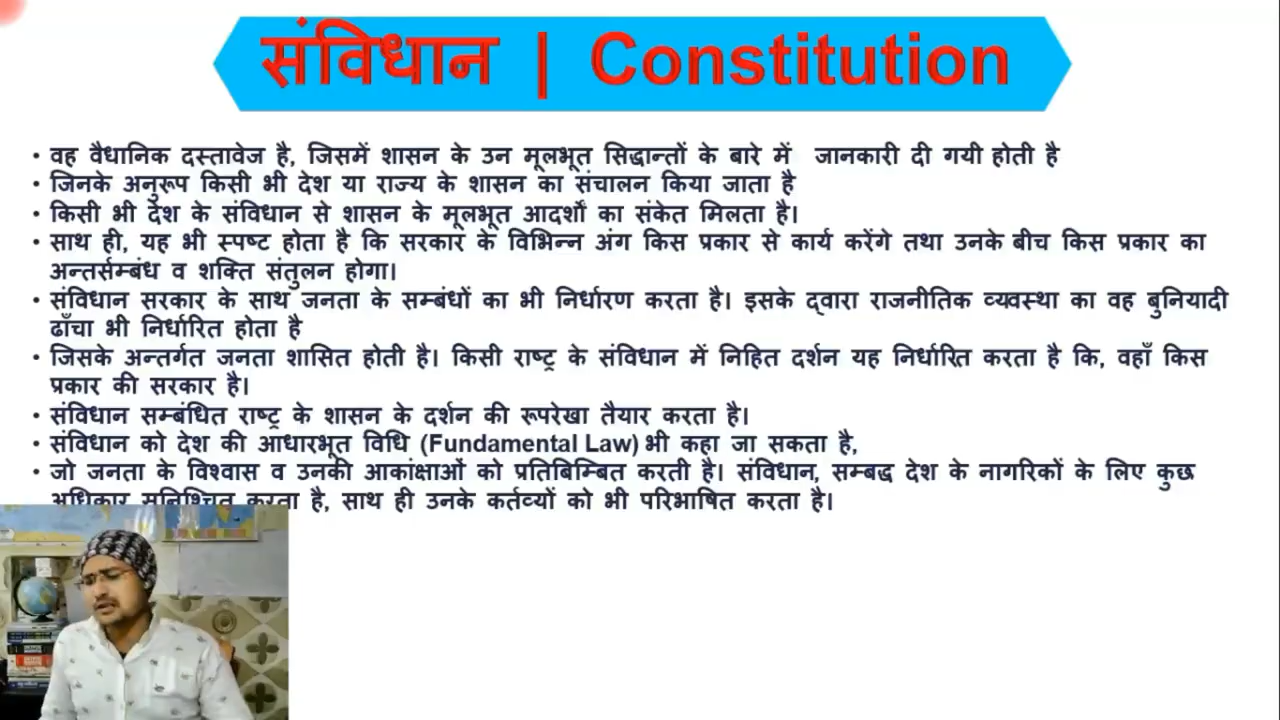 संविधान | Constitution
• वह वैधानिक दस्तावेज है, जिसमें शासन के उन मूलभूत सिद्धान्तों के बारे में जानकारी दी गयी होती है
• जिनके अनुरूप किसी भी देश या राज्य के शासन का संचालन किया जाता है
• किसी भी देश के संविधान से शासन के मूलभूत आदर्शों का संकेत मिलता है।
• साथ ही, यह भी स्पष्ट होता है कि सरकार के विभिन्न अंग किस प्रकार से कार्य करेंगे तथा उनके बीच किस प्रकार का
अन्तर्सम्बंध व शक्ति संतुलन होगा।
• संविधान सरकार के साथ जनता के सम्बंधों का भी निर्धारण करता है। इसके द्वारा राजनीतिक व्यवस्था का वह बुनियादी
ढाँचा भी निर्धारित होता है
• जिसके अन्तर्गत जनता शासित होती है। किसी राष्ट्र के संविधान में निहित दर्शन यह निर्धारित करता है कि, वहाँ किस
प्रकार की सरकार है।
• संविधान सम्बंधित राष्ट्र के शासन के दर्शन की रूपरेखा तैयार करता है।
• संविधान को देश की आधारभूत विधि (Fundamental Law) भी कहा जा सकता है,
• जो जनता के विश्वास व उनकी आकांक्षाओं को प्रतिबिम्बित करती है। संविधान, सम्बद्ध देश के नागरिकों के लिए कुछ
अधिकार सुनिश्चित करता है, साथ ही उनके कर्तव्यों को भी परिभाषित करता है।